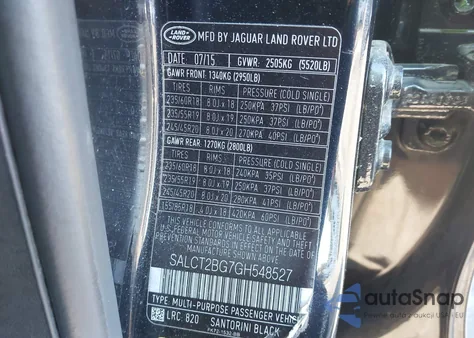 LAND ROVER
MFD BY JAGUAR LAND ROVER LTD
DATE 07/15 GVWR: 2505KG (5520LB)
GAWR FRONT: 1340KG (2950LB)
TIRES RIMS PRESSURE (COLD SINGLE)
235/60R18 8.0J x 18 250KPA 37PSI (LB/PO²)
235/55R19 8.0J x 19 250KPA 37PSI (LB/PO²)
245/45R20 8.0J x 20 270KPA 40PSI (LB/PO²)
GAWR REAR: 1270KG (2800LB)
TIRES RIMS PRESSURE (COLD SINGLE)
235/60R18 8.0J x 18 240KPA 35PSI (LB/PO²)
235/55R19 8.0J x 19 250KPA 37PSI (LB/PO²)
245/45R20 8.0J x 20 280KPA 41PSI (LB/PO²)
4.0J x 18 420KPA 60PSI (LB/PO²)
THIS VEHICLE CONFORMS TO ALL APPLICABLE
U.S. FEDERAL MOTOR VEHICLE SAFETY AND THEFT
PREVENTION STANDARDS IN EFFECT ON THE DATE
OF MANUFACTURE SHOWN ABOVE
SALCT2BG7GH548527
TYPE: MULTI-PURPOSE PASSENGER VEHICLE
LRC 820 SANTORINI BLACK
autoSnap